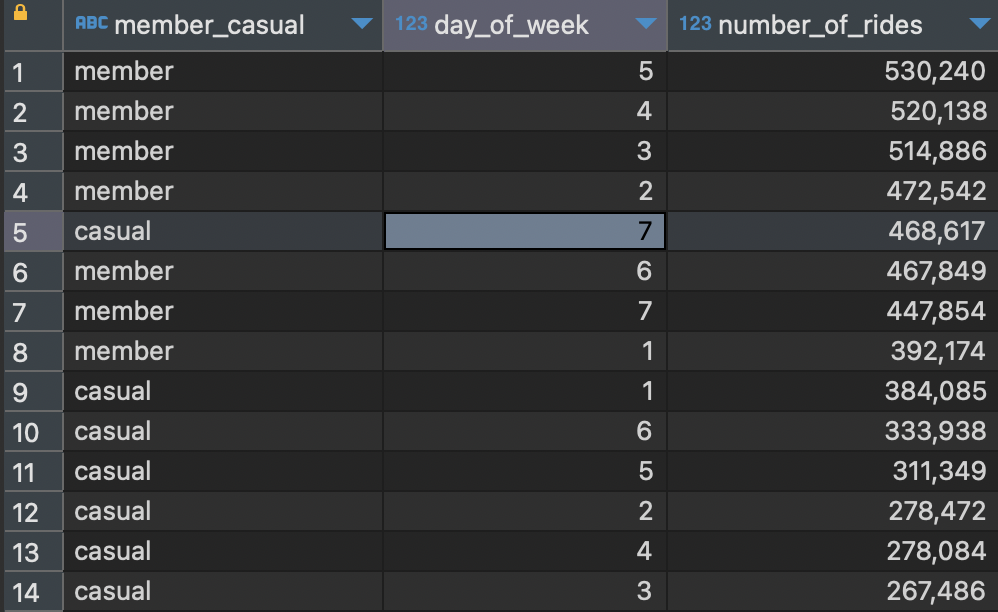 ABC member_casual 123 day_of_week 123 number_of_rides
1 member 5 530,240
2 member 4 520,138
3 member 3 514,886
4 member 2 472,542
5 casual 7 468,617
6 member 6 467,849
7 member 7 447,854
8 member 1 392,174
9 casual 1 384,085
10 casual 6 333,938
11 casual 5 311,349
12 casual 2 278,472
13 casual 4 278,084
14 casual 3 267,486